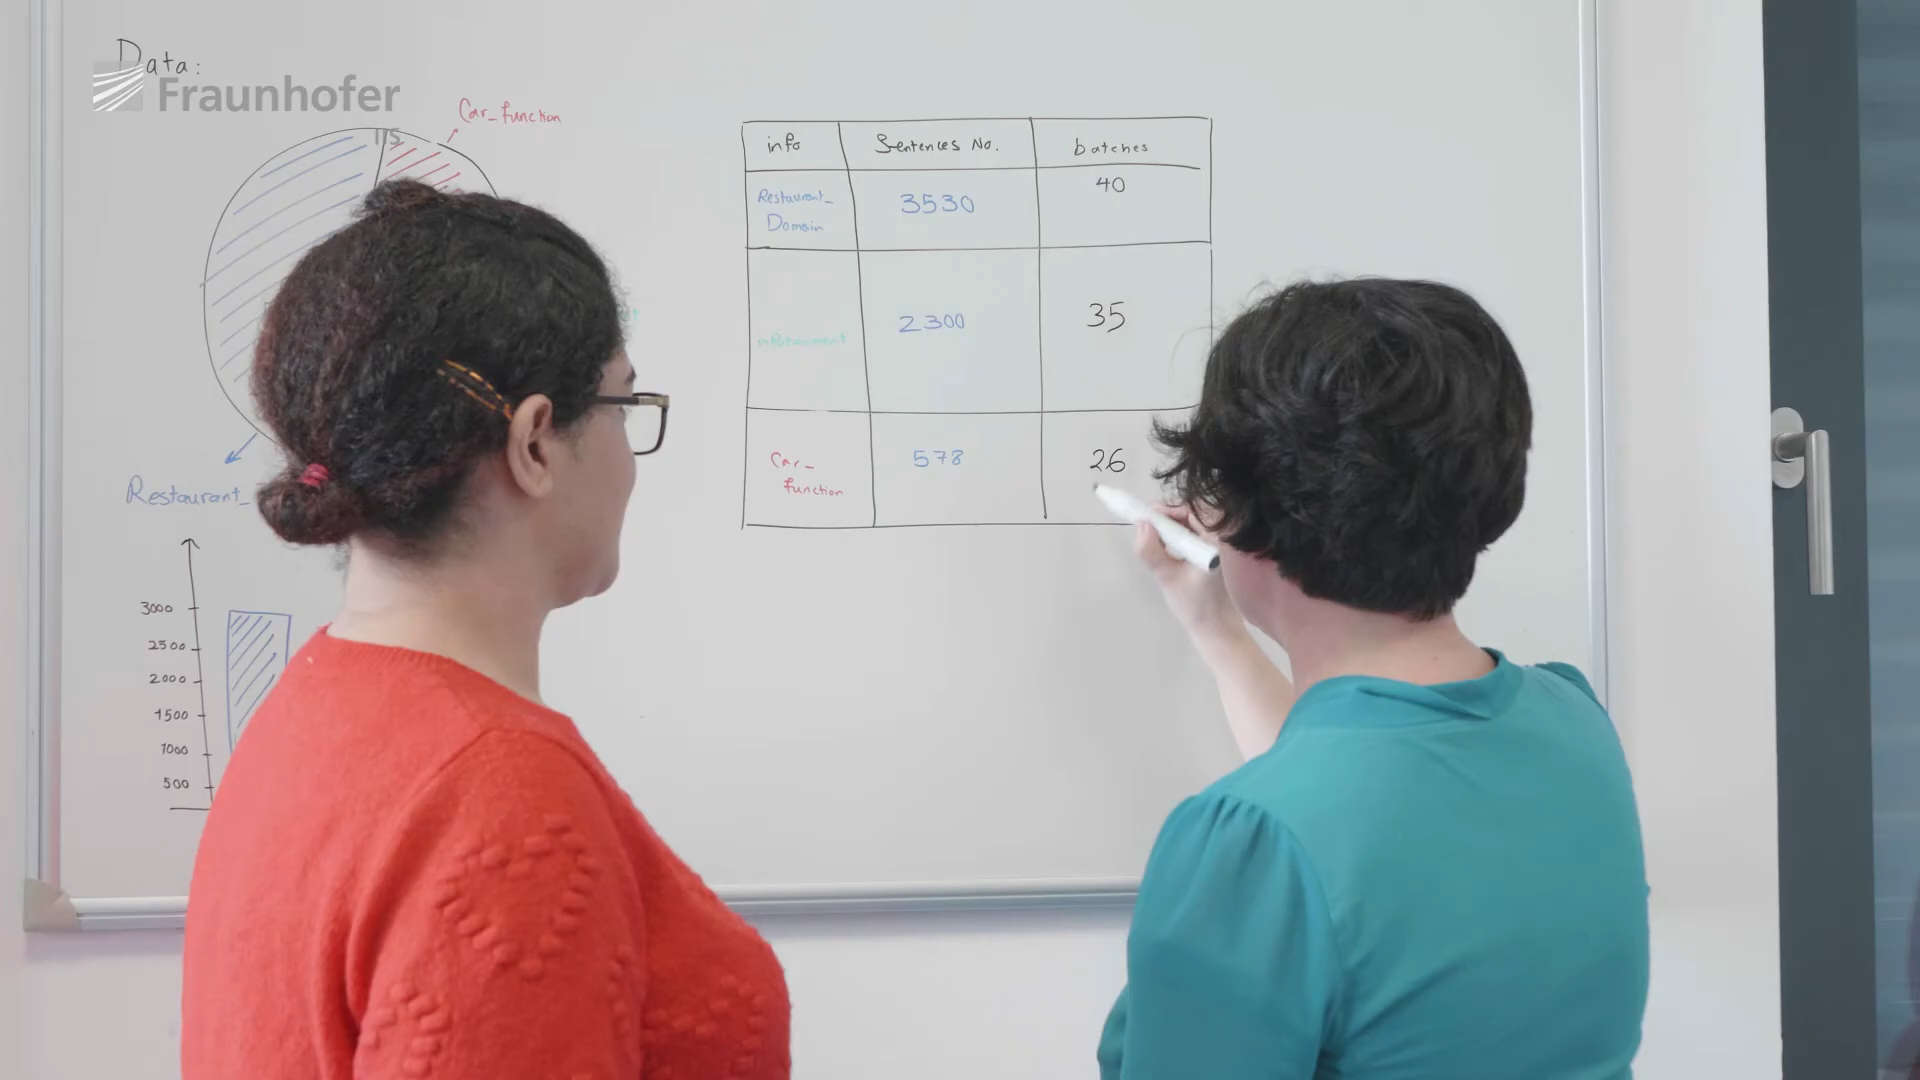 Data:
Fraunhofer
IIS
Car_function
Restaurant_
3000
2500
2000
1500
1000
500
info Sentences No. batches
Restaurant_
Domain
3530
40
infotainment
2300
35
Car_
function
578
26